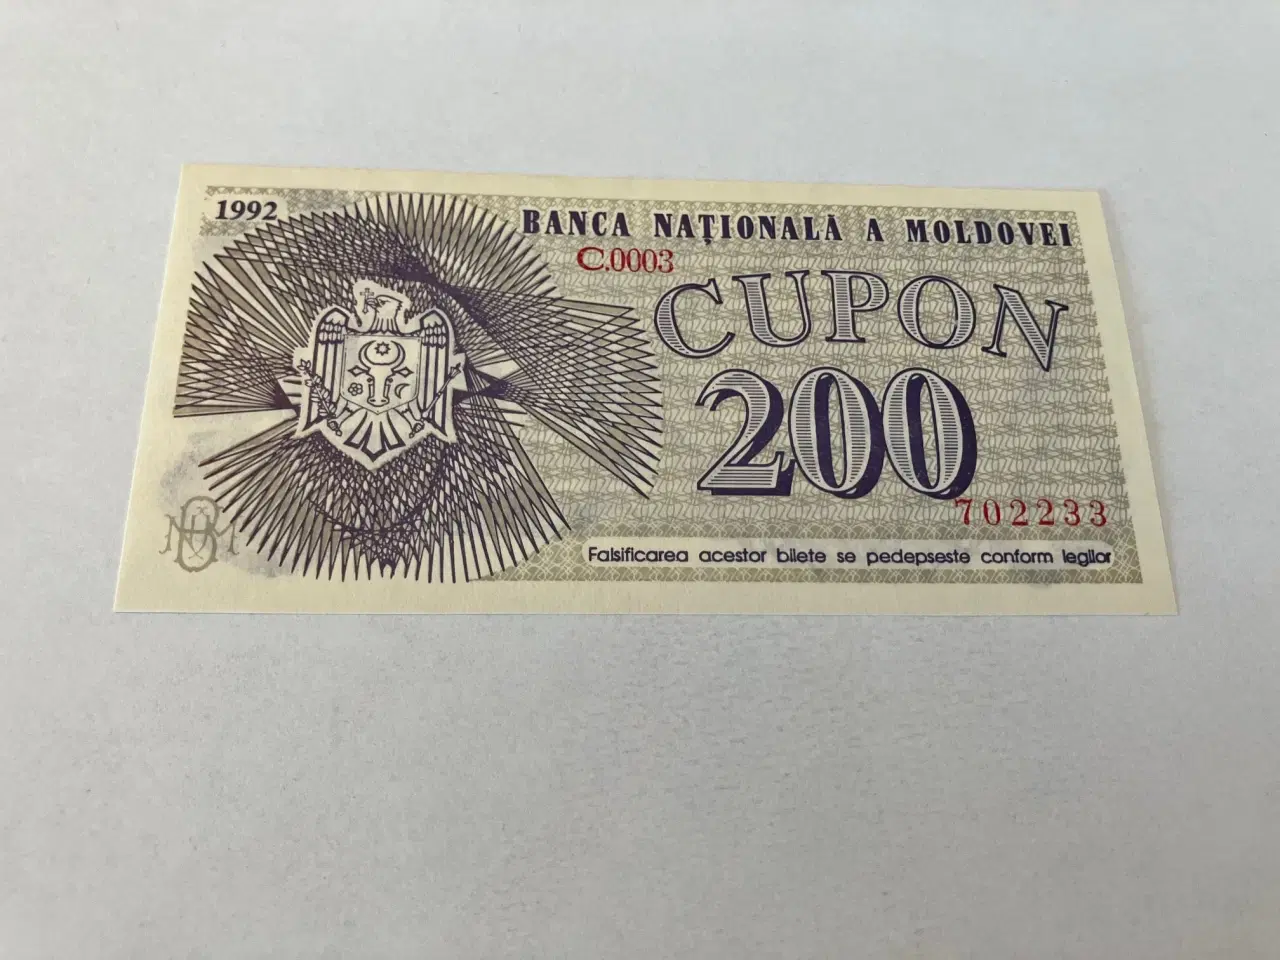 1992
BANCA NAȚIONALĂ A MOLDOVEI
C.0003
CUPON
200
702233
Falsificarea acestor bilete se pedepseste conform legilor